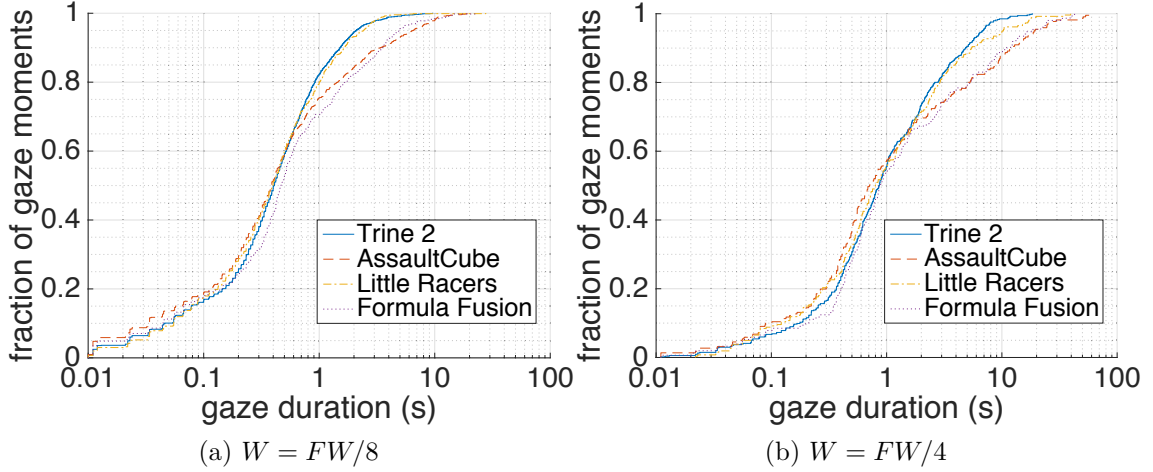 fraction of gaze moments
1
0.8
0.6
0.4
0.2
0
0.01
0.1
1
10
100
gaze duration (s)
Trine 2
AssaultCube
Little Racers
Formula Fusion
(a) W = FW/8
fraction of gaze moments
1
0.8
0.6
0.4
0.2
0
0.01
0.1
1
10
100
gaze duration (s)
Trine 2
AssaultCube
Little Racers
Formula Fusion
(b) W = FW/4